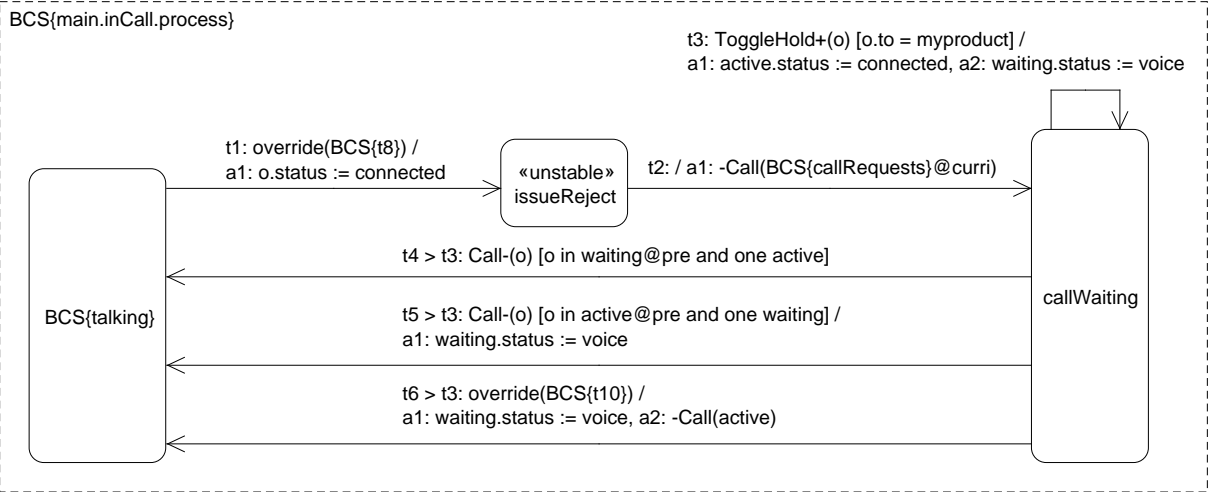 BCS{main.inCall.process}
t3: ToggleHold+(o) [o.to = myproduct] /
a1: active.status := connected, a2: waiting.status := voice
t1: override(BCS{t8}) /
a1: o.status := connected
«unstable»
issueReject
t2: / a1: -Call(BCS{callRequests}@curri)
t4 > t3: Call-(o) [o in waiting@pre and one active]
BCS{talking}
callWaiting
t5 > t3: Call-(o) [o in active@pre and one waiting] /
a1: waiting.status := voice
t6 > t3: override(BCS{t10}) /
a1: waiting.status := voice, a2: -Call(active)